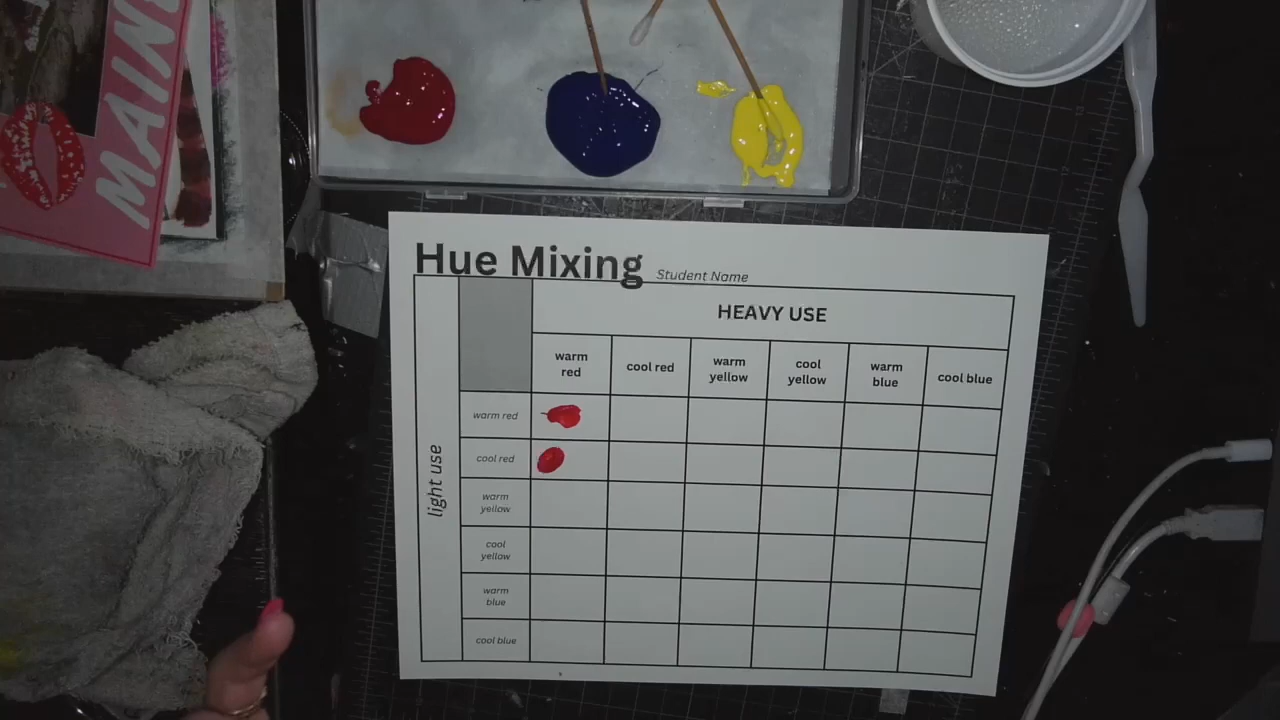 MAINE
Hue Mixing
Student Name
HEAVY USE
warm
red
cool red
warm
yellow
cool
yellow
warm
blue
cool blue
light use
warm red
cool red
warm
yellow
cool
yellow
warm
blue
cool blue